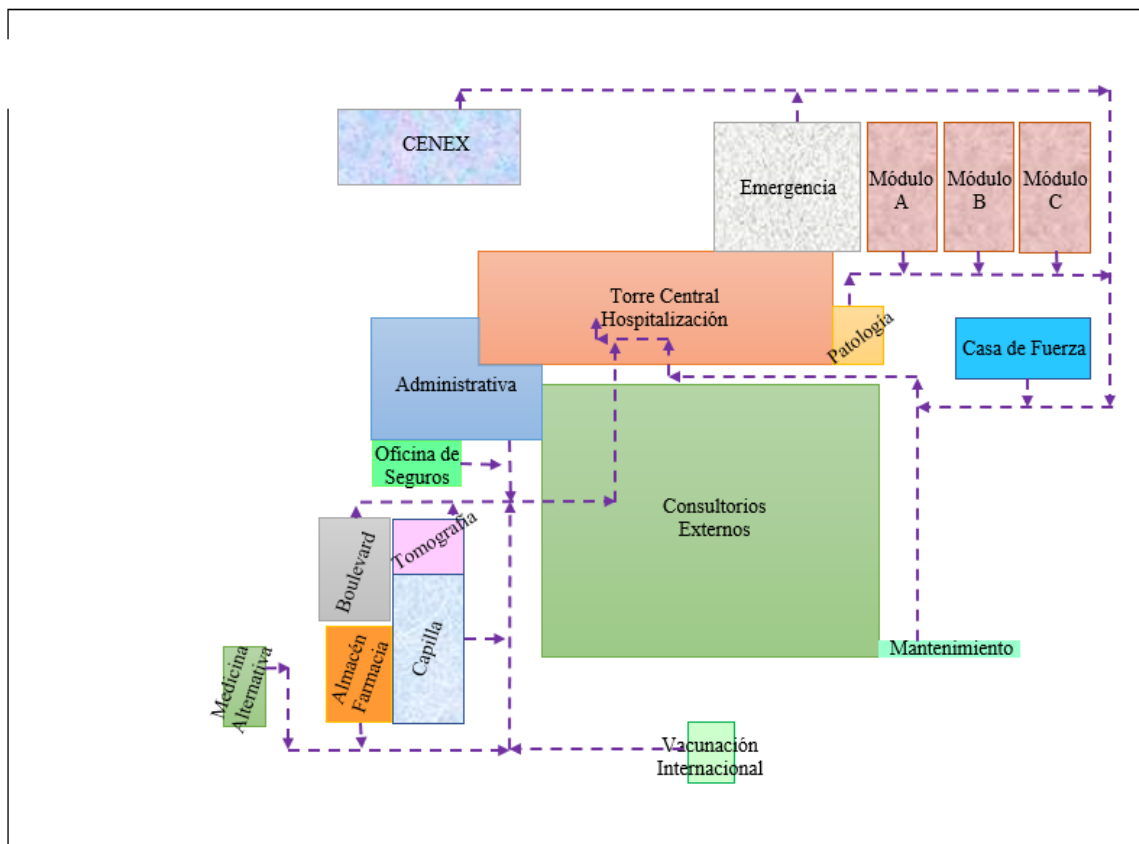 CENEX
Emergencia
Módulo
A
Módulo
B
Módulo
C
Torre Central
Hospitalización
Patología
Casa de Fuerza
Administrativa
Oficina de
Seguros
Consultorios
Externos
Tomografía
Boulevard
Capilla
Almacén
Farmacia
Medicina
Alternativa
Mantenimiento
Vacunación
Internacional